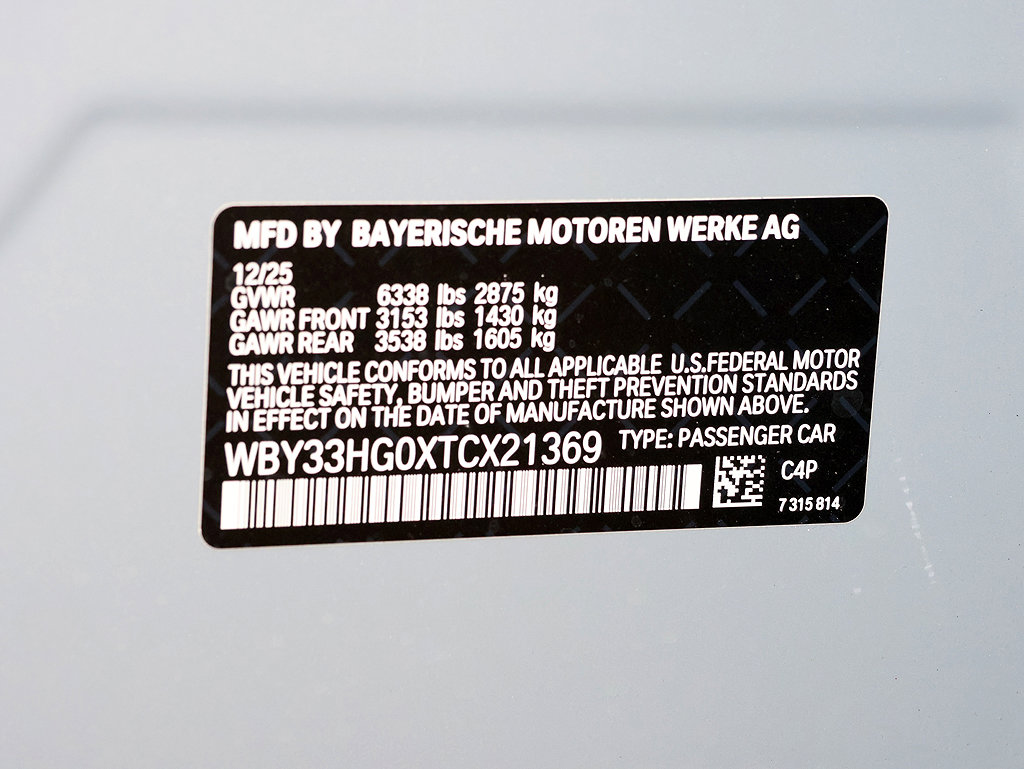 MFD BY BAYERISCHE MOTOREN WERKE AG
12/25
GVWR 6338 lbs 2875 kg
GAWR FRONT 3153 lbs 1430 kg
GAWR REAR 3538 lbs 1605 kg
THIS VEHICLE CONFORMS TO ALL APPLICABLE U.S.FEDERAL MOTOR
VEHICLE SAFETY, BUMPER AND THEFT PREVENTION STANDARDS
IN EFFECT ON THE DATE OF MANUFACTURE SHOWN ABOVE.
WBY33HG0XTCX21369 TYPE: PASSENGER CAR
C4P
7 315 814